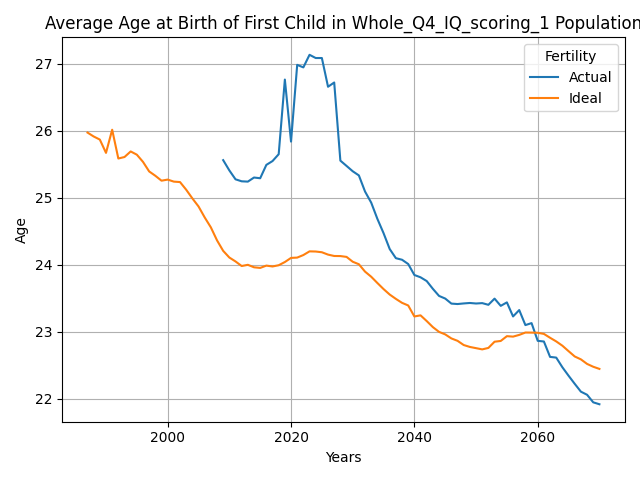 Average Age at Birth of First Child in Whole_Q4_IQ_scoring_1 Population
Fertility
Actual
Ideal
27
26
25
24
23
22
Age
2000
2020
2040
2060
Years